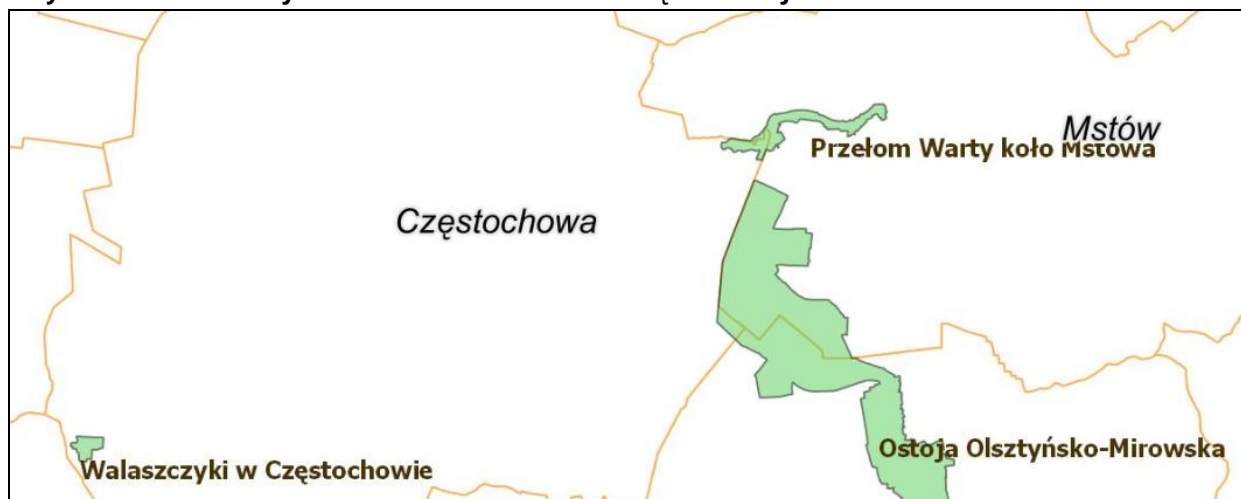 Mstów
Przełom Warty koło Mstowa
Częstochowa
Ostoja Olsztyńsko-Mirowska
Walaszczyki w Częstochowie